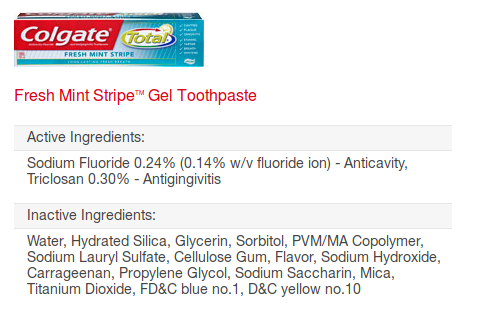 Colgate Total
FRESH MINT STRIPE
Fresh Mint Stripe™ Gel Toothpaste
Active Ingredients:
Sodium Fluoride 0.24% (0.14% w/v fluoride ion) - Anticavity,
Triclosan 0.30% - Antigingivitis
Inactive Ingredients:
Water, Hydrated Silica, Glycerin, Sorbitol, PVM/MA Copolymer,
Sodium Lauryl Sulfate, Cellulose Gum, Flavor, Sodium Hydroxide,
Carrageenan, Propylene Glycol, Sodium Saccharin, Mica,
Titanium Dioxide, FD&C blue no.1, D&C yellow no.10